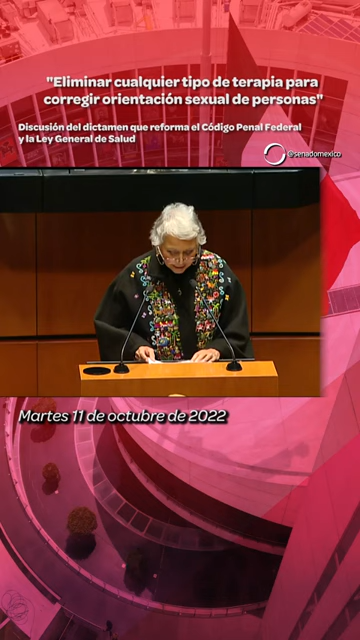 "Eliminar cualquier tipo de terapia para
corregir orientación sexual de personas"
Discusión del dictamen que reforma el Código Penal Federal
y la Ley General de Salud
@senadomexico
Martes 11 de octubre de 2022